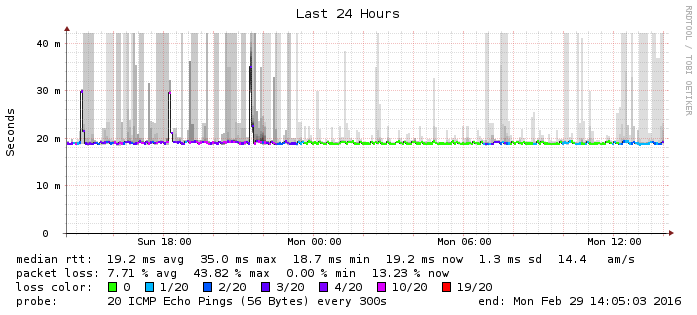 Last 24 Hours
RRDTOOL / TOBI OETIKER
Seconds
40 m
30 m
20 m
10 m
0
Sun 18:00 Mon 00:00 Mon 06:00 Mon 12:00
median rtt: 19.2 ms avg 35.0 ms max 18.7 ms min 19.2 ms now 1.3 ms sd 14.4 am/s
packet loss: 7.71 % avg 43.82 % max 0.00 % min 13.23 % now
loss color: 0 1/20 2/20 3/20 4/20 10/20 19/20
probe: 20 ICMP Echo Pings (56 Bytes) every 300s end: Mon Feb 29 14:05:03 2016